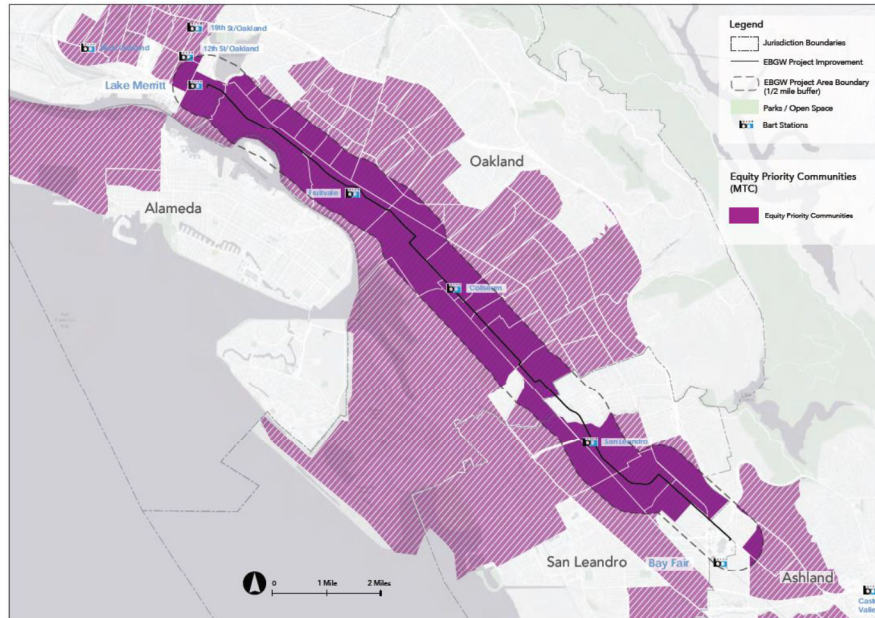 19th St/Oakland
12th St/Oakland
Lake Merritt
Oakland
Fruitvale
Alameda
Coliseum
San Leandro
San Leandro
Bay Fair
Ashland
0
1 Mile
2 Miles
Legend
Jurisdiction Boundaries
EBGW Project Improvement
EBGW Project Area Boundary
(1/2 mile buffer)
Parks / Open Space
Bart Stations
Equity Priority Communities
(MTC)
Equity Priority Communities